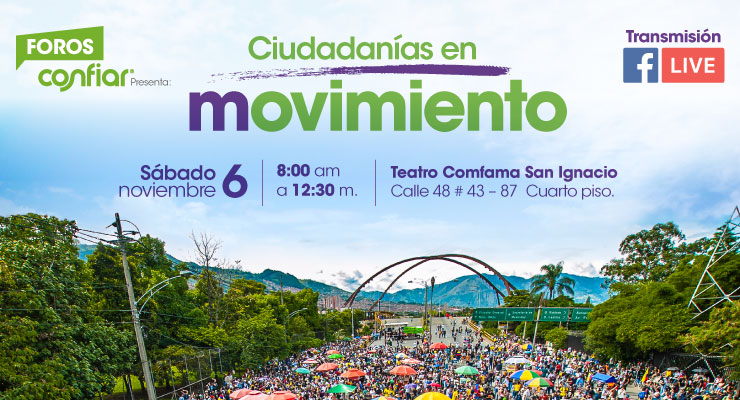 FOROS
confiar® Presenta:
Ciudadanías en
movimiento
Transmisión
f LIVE
Sábado
noviembre 6
8:00 am
a 12:30 m.
Teatro Comfama San Ignacio
Calle 48 # 43 – 87 Cuarto piso.